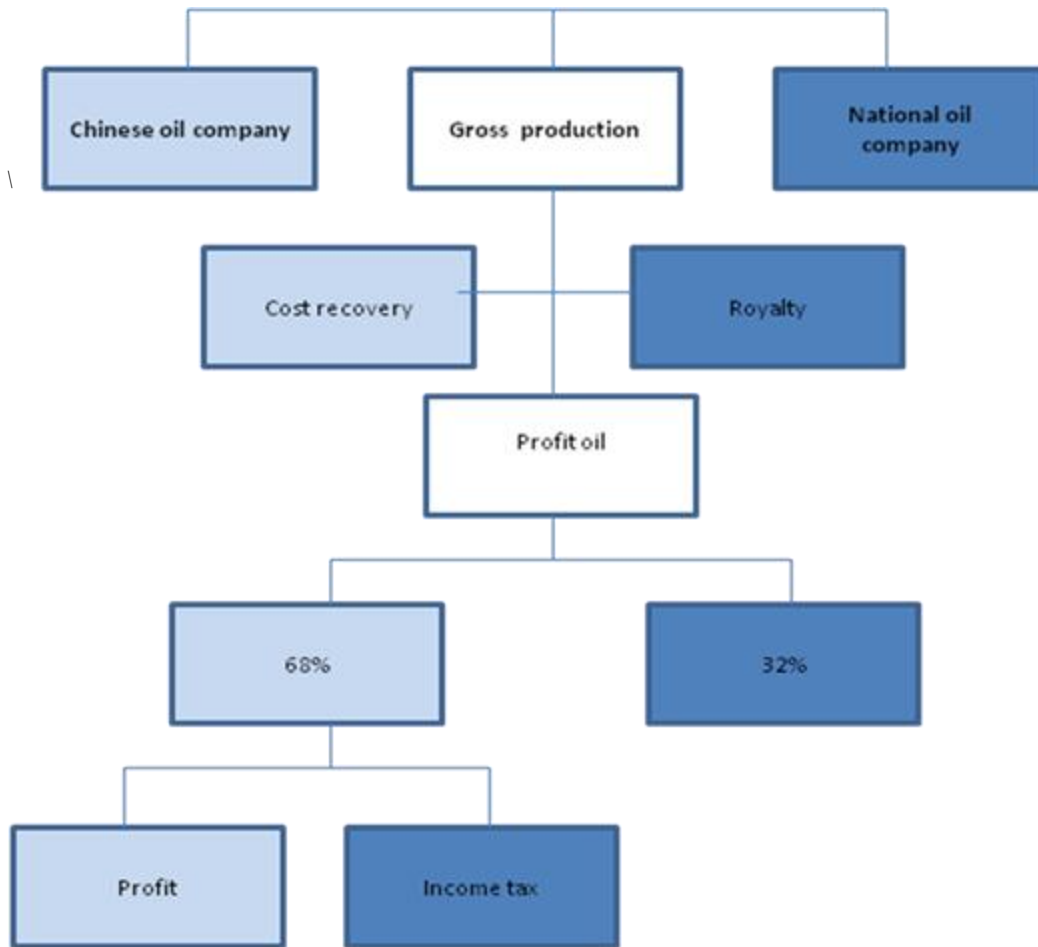 Chinese oil company
Gross production
National oil
company
\
Cost recovery
Royalty
Profit oil
68%
32%
Profit
Income tax